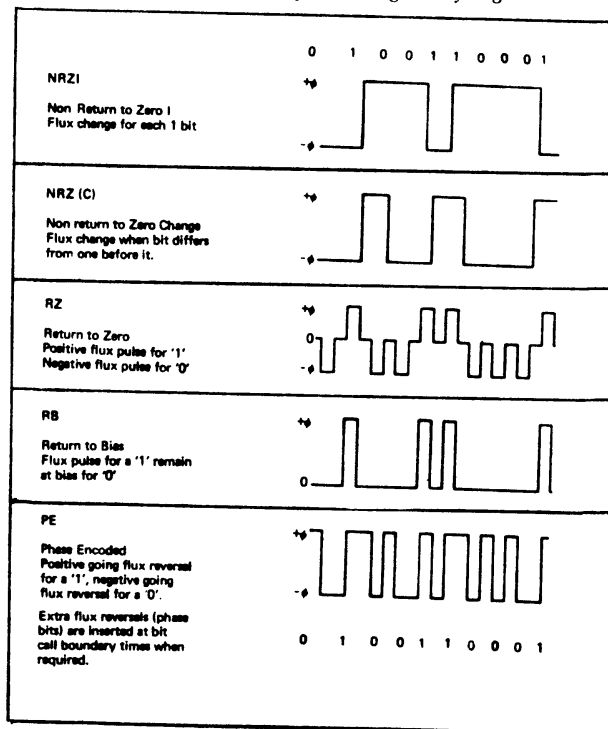 0 1 0 0 1 1 0 0 0 1
NRZI
+ϕ
Non Return to Zero I
Flux change for each 1 bit
-ϕ
NRZ (C)
+ϕ
Non return to Zero Change
Flux change when bit differs
from one before it.
-ϕ
RZ
+ϕ
Return to Zero
0
Positive flux pulse for '1'
Negative flux pulse for '0'
-ϕ
RB
+ϕ
Return to Bias
Flux pulse for a '1' remain
at bias for '0'
0
PE
+ϕ
Phase Encoded
Positive going flux reversal
for a '1', negative going
flux reversal for a '0'.
-ϕ
Extra flux reversals (phase
bits) are inserted at bit
call boundary times when
required.
0 1 0 0 1 1 0 0 0 1